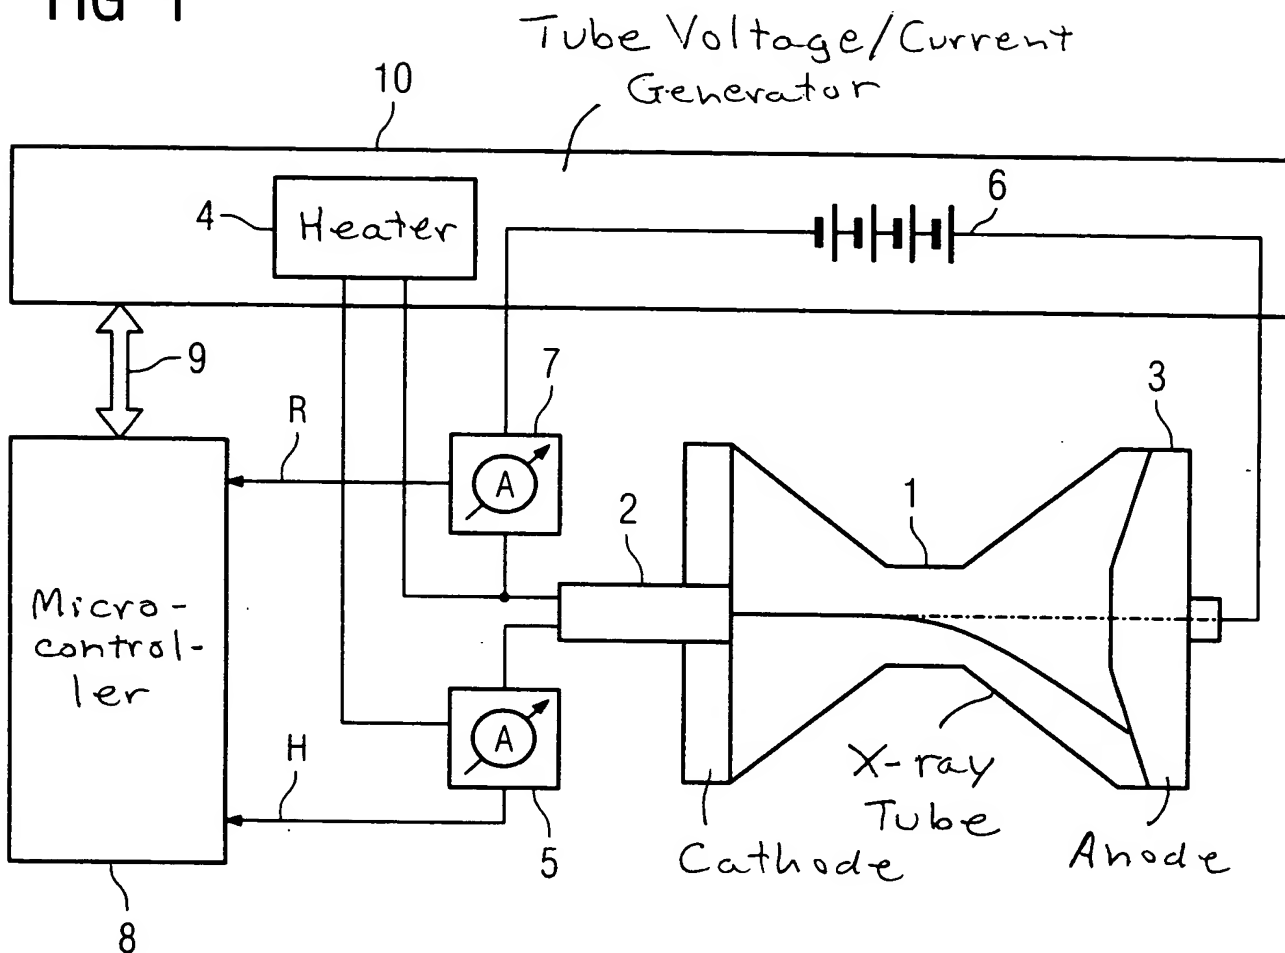 FIG 1
Tube Voltage/Current
Generator
10
6
4
Heater
9
7
3
R
A
1
2
Micro-
control-
ler
A
H
X-ray
Tube
5
Cathode
Anode
8